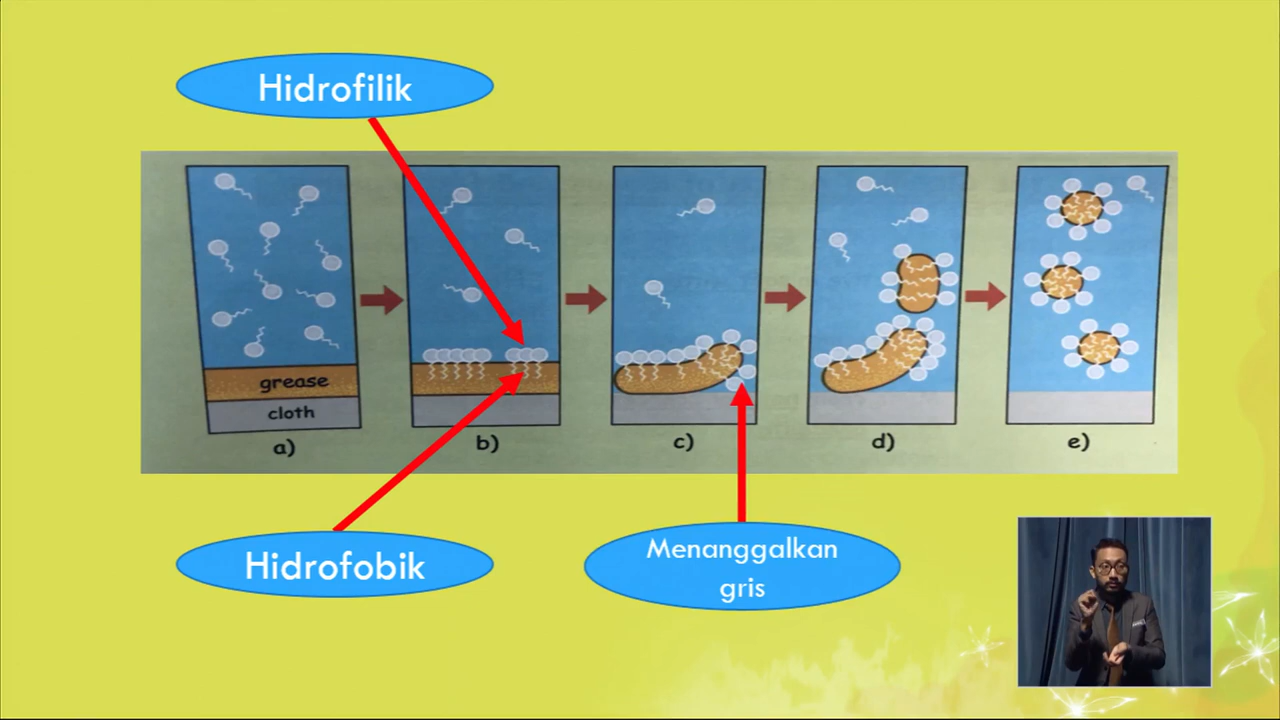 Hidrofilik
grease
cloth
a)
b)
c)
d)
e)
Hidrofobik
Menanggalkan
gris